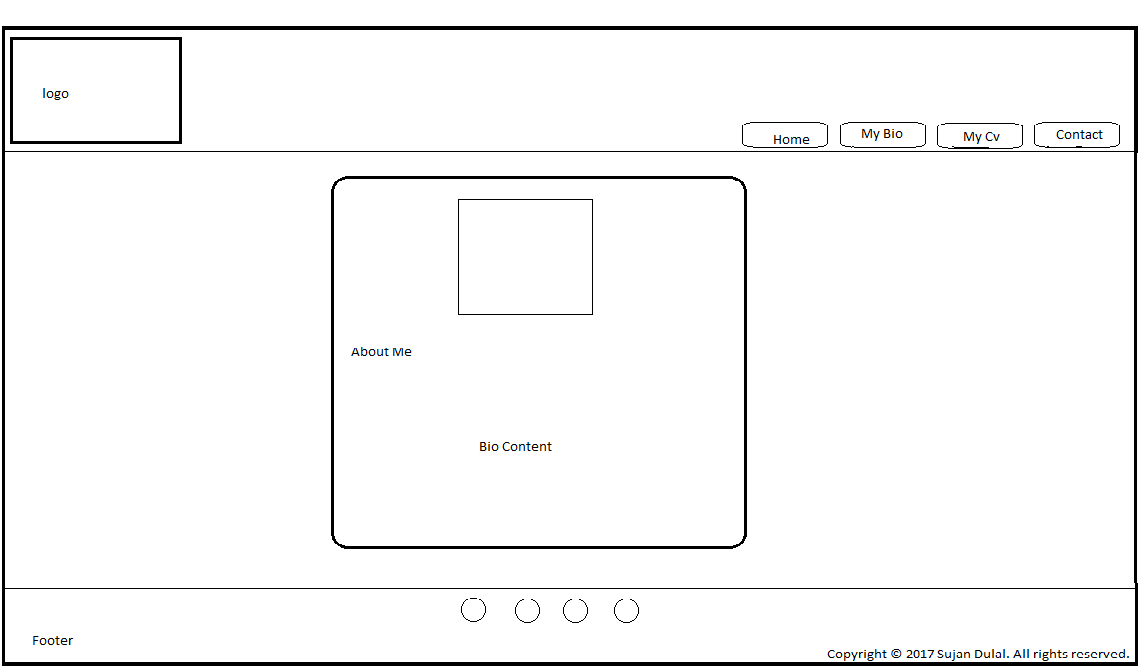 logo
Home
My Bio
My Cv
Contact
About Me
Bio Content
Footer
Copyright © 2017 Sujan Dulal. All rights reserved.